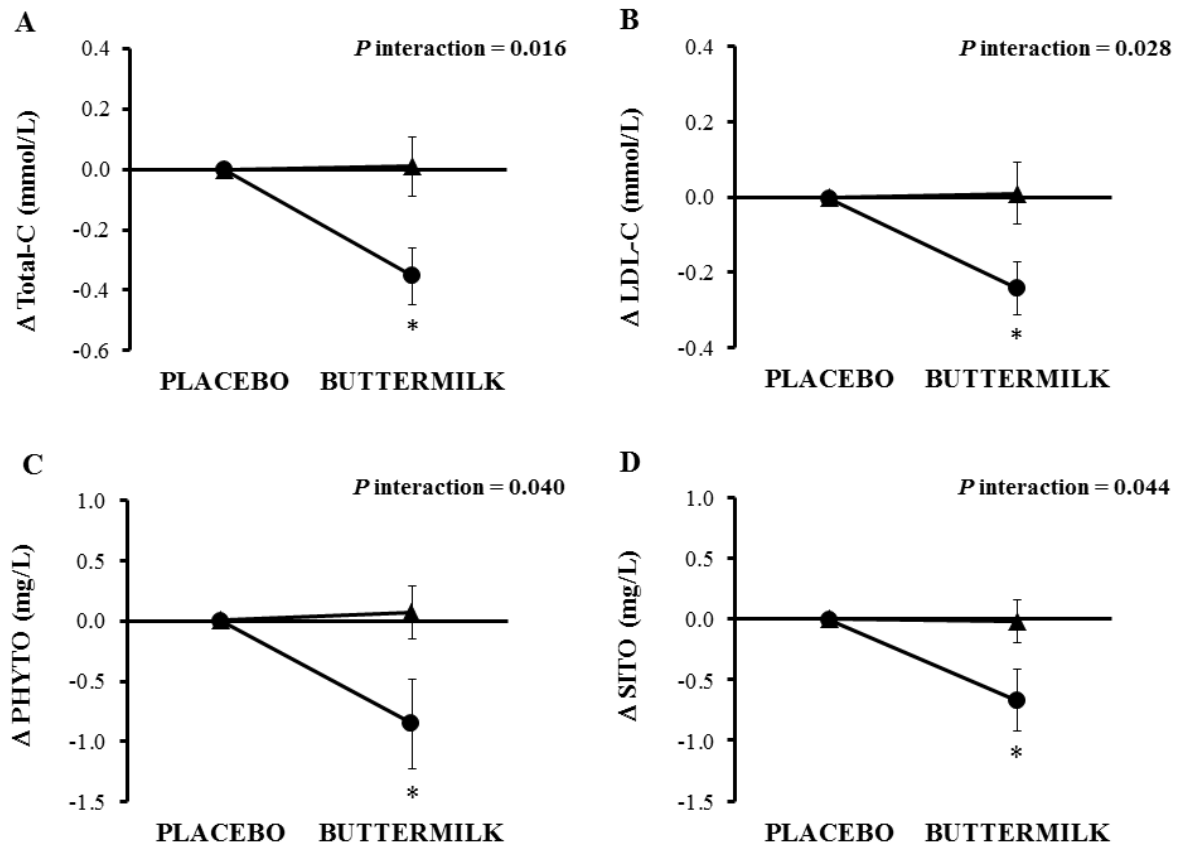 A
P interaction = 0.016
0.4
0.2
0.0
-0.2
-0.4
-0.6
Δ Total-C (mmol/L)
*
PLACEBO BUTTERMILK
B
P interaction = 0.028
0.4
0.2
0.0
-0.2
-0.4
Δ LDL-C (mmol/L)
*
PLACEBO BUTTERMILK
C
P interaction = 0.040
1.0
0.5
0.0
-0.5
-1.0
-1.5
Δ PHYTO (mg/L)
*
PLACEBO BUTTERMILK
D
P interaction = 0.044
1.0
0.5
0.0
-0.5
-1.0
-1.5
Δ SITO (mg/L)
*
PLACEBO BUTTERMILK